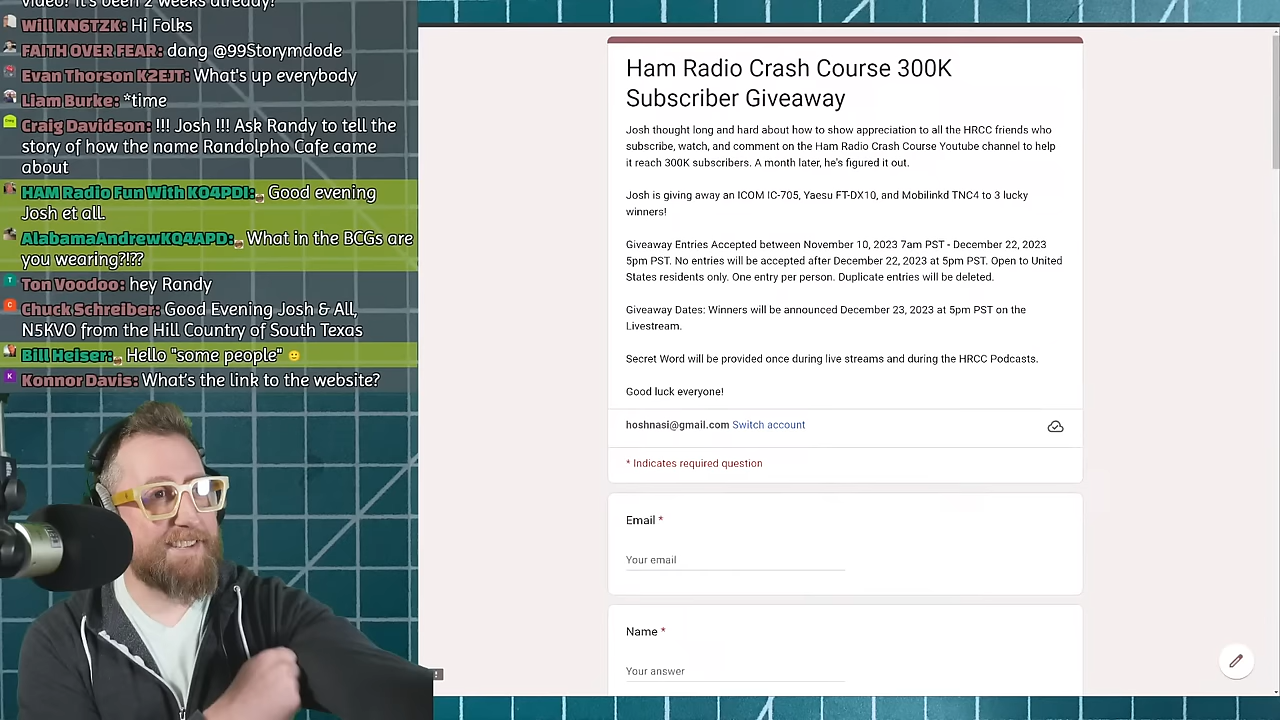 video! It's been 2 weeks already!
Will KN6TZK: Hi Folks
FAITH OVER FEAR: dang @99Storymdode
Evan Thorson K2EJT: What's up everybody
Liam Burke: *time
Craig Davidson: !!! Josh !!! Ask Randy to tell the
story of how the name Randolpho Cafe came
about
HAM Radio Fun With KO4PDI: Good evening
Josh et all.
AlabamaAndrewKQ4APD: What in the BCGs are
you wearing?!??
Ton Voodoo: hey Randy
Chuck Schreiber: Good Evening Josh & All,
N5KVO from the Hill Country of South Texas
Bill Heiser: Hello "some people" 🙂
Konnor Davis: What's the link to the website?
Ham Radio Crash Course 300K
Subscriber Giveaway
Josh thought long and hard about how to show appreciation to all the HRCC friends who
subscribe, watch, and comment on the Ham Radio Crash Course Youtube channel to help
it reach 300K subscribers. A month later, he's figured it out.
Josh is giving away an ICOM IC-705, Yaesu FT-DX10, and Mobilinkd TNC4 to 3 lucky
winners!
Giveaway Entries Accepted between November 10, 2023 7am PST - December 22, 2023
5pm PST. No entries will be accepted after December 22, 2023 at 5pm PST. Open to United
States residents only. One entry per person. Duplicate entries will be deleted.
Giveaway Dates: Winners will be announced December 23, 2023 at 5pm PST on the
Livestream.
Secret Word will be provided once during live streams and during the HRCC Podcasts.
Good luck everyone!
hoshnasi@gmail.com Switch account
* Indicates required question
Email *
Your email
Name *
Your answer